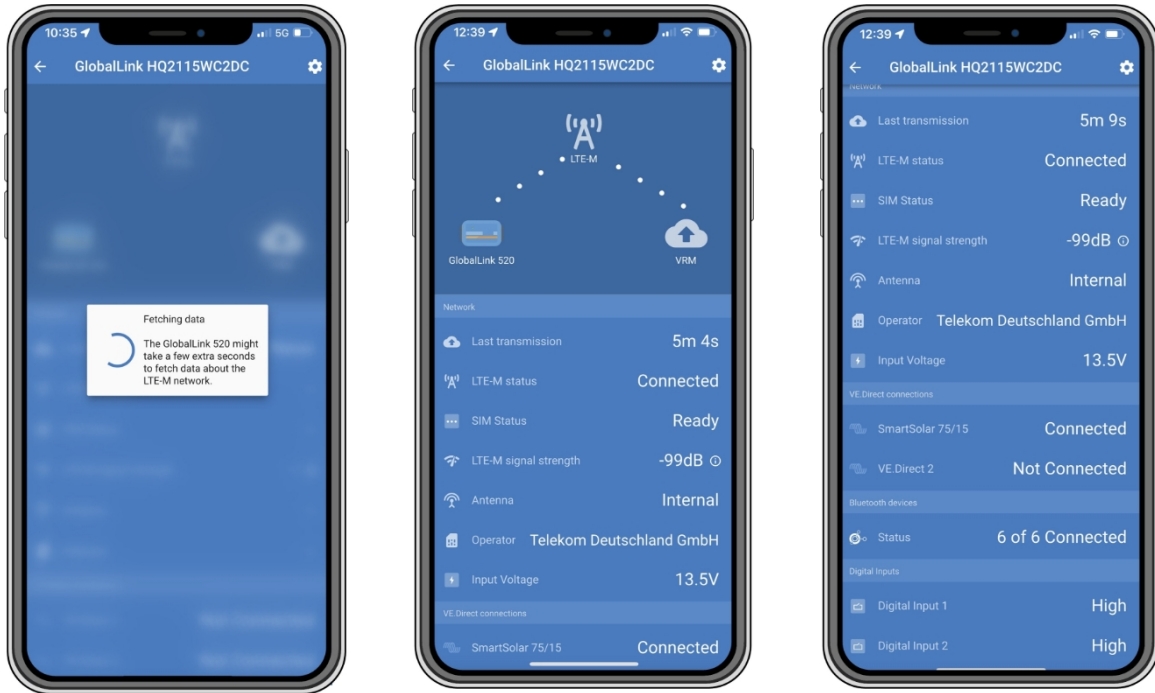 10:35
5G
GlobalLink HQ2115WC2DC
Fetching data
The GlobalLink 520 might
take a few extra seconds
to fetch data about the
LTE-M network.
12:39
GlobalLink HQ2115WC2DC
LTE-M
GlobalLink 520
VRM
Network
Last transmission 5m 4s
LTE-M status Connected
SIM Status Ready
LTE-M signal strength -99dB
Antenna Internal
Operator Telekom Deutschland GmbH
Input Voltage 13.5V
VE.Direct connections
SmartSolar 75/15 Connected
12:39
GlobalLink HQ2115WC2DC
Network
Last transmission 5m 9s
LTE-M status Connected
SIM Status Ready
LTE-M signal strength -99dB
Antenna Internal
Operator Telekom Deutschland GmbH
Input Voltage 13.5V
VE.Direct connections
SmartSolar 75/15 Connected
VE.Direct 2 Not Connected
Bluetooth devices
Status 6 of 6 Connected
Digital Inputs
Digital Input 1 High
Digital Input 2 High